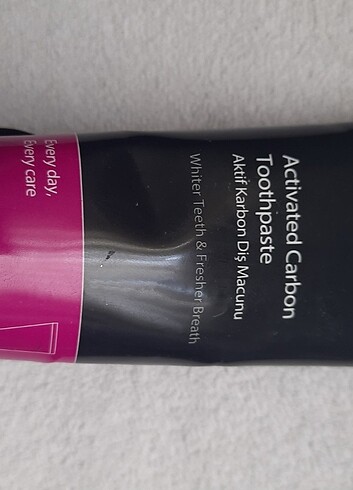 Activated Carbon
Toothpaste
Aktif Karbon Diş Macunu
Whiter Teeth & Fresher Breath
Every day,
Every care